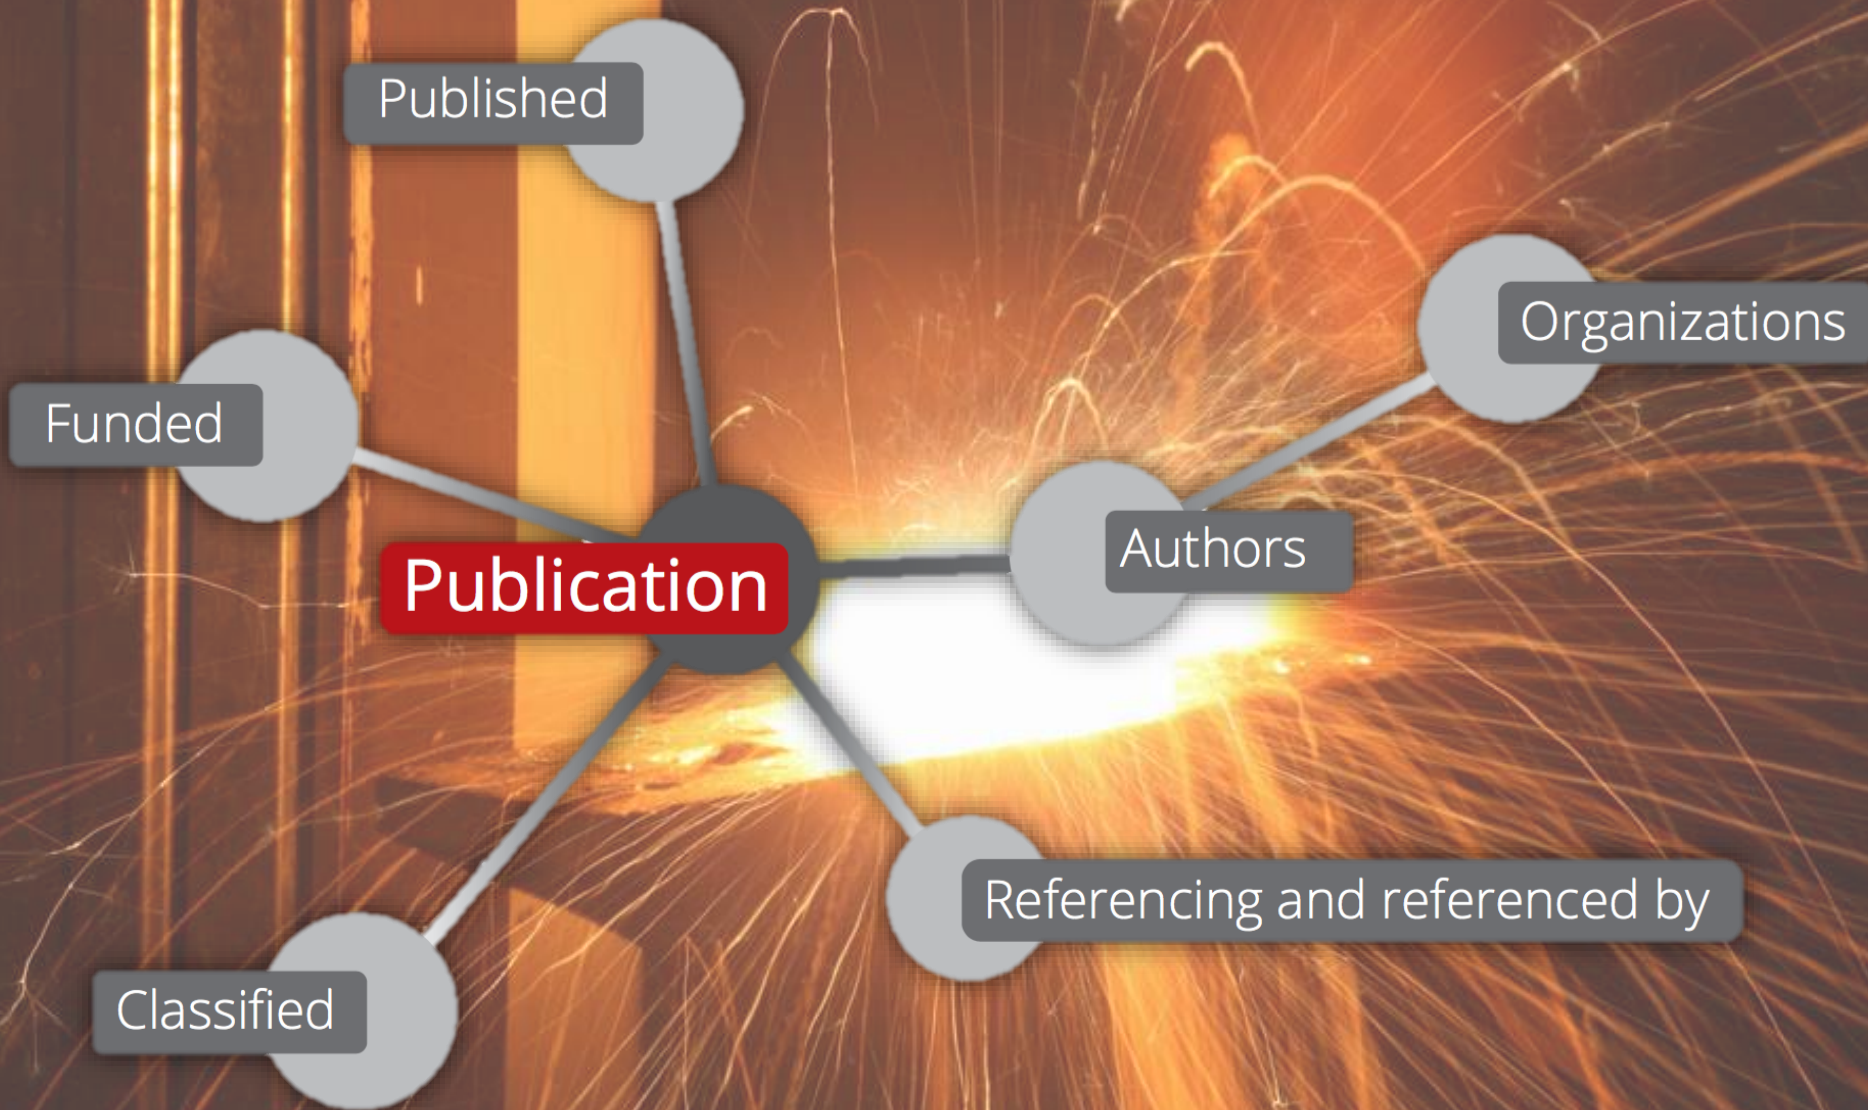 Published
Organizations
Funded
Publication
Authors
Referencing and referenced by
Classified